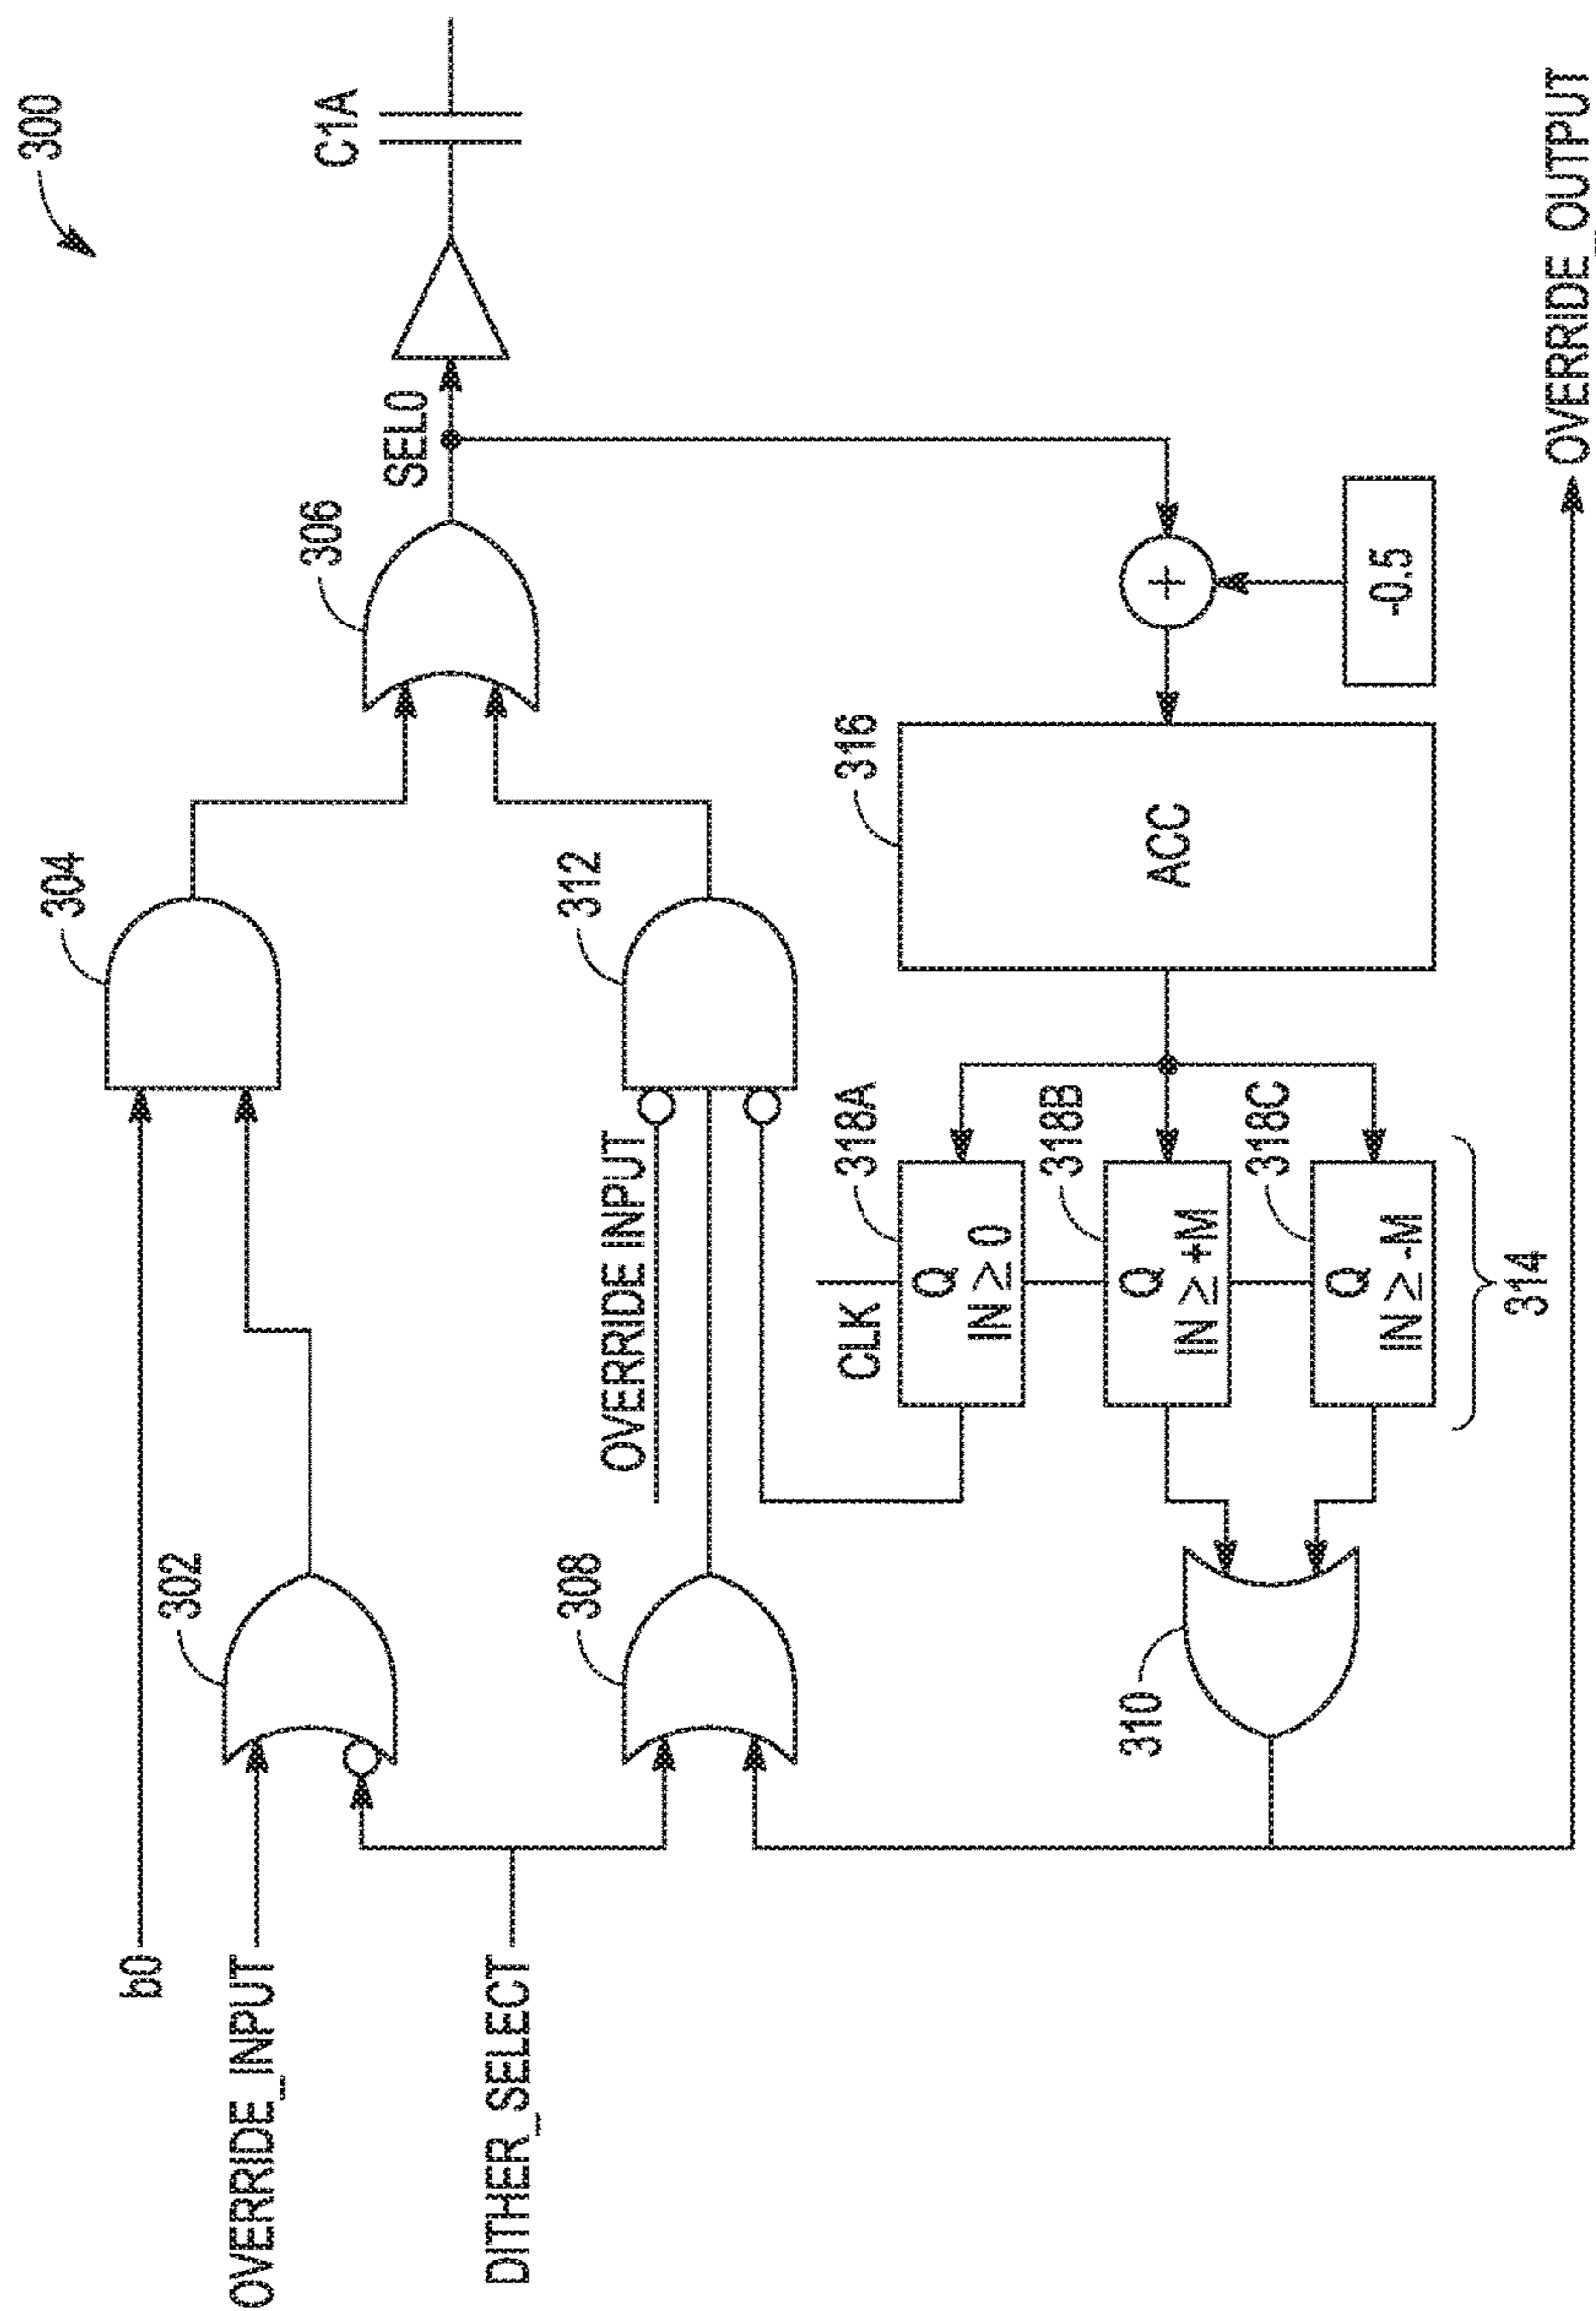 300
b0
OVERRIDE_INPUT
DITHER_SELECT
302
304
306
SEL0
C1A
308
OVERRIDE INPUT
312
CLK
Q
IN ≥ 0
318A
Q
IN ≥ +M
318B
Q
IN ≥ -M
318C
314
310
316
ACC
+
-0.5
OVERRIDE_OUTPUT